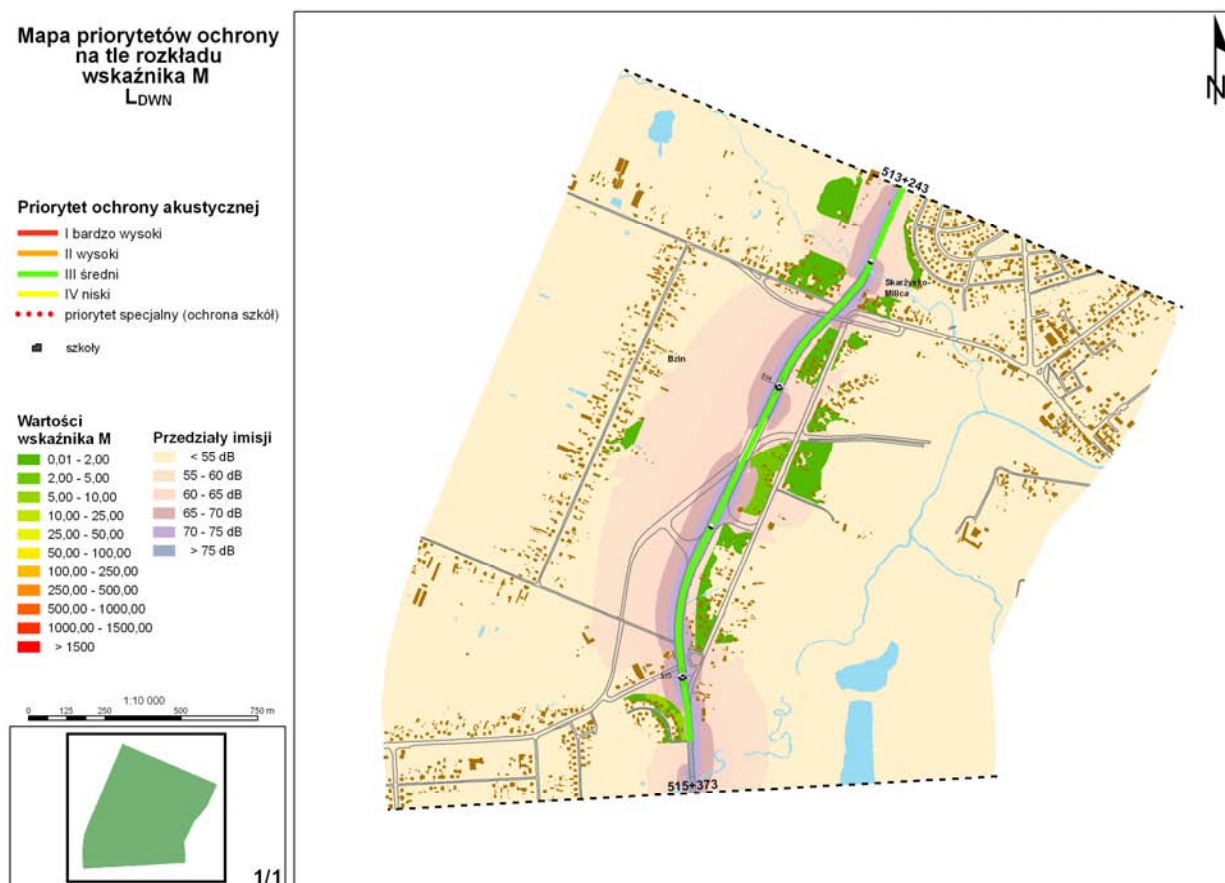 Mapa priorytetów ochrony
na tle rozkładu
wskaźnika M
LDWN
Priorytet ochrony akustycznej
I bardzo wysoki
II wysoki
III średni
IV niski
priorytet specjalny (ochrona szkół)
szkoły
Wartości
wskaźnika M
0,01 - 2,00
2,00 - 5,00
5,00 - 10,00
10,00 - 25,00
25,00 - 50,00
50,00 - 100,00
100,00 - 250,00
250,00 - 500,00
500,00 - 1000,00
1000,00 - 1500,00
> 1500
Przedziały imisji
< 55 dB
55 - 60 dB
60 - 65 dB
65 - 70 dB
70 - 75 dB
> 75 dB
1:10 000
0 125 250 500 750 m
1/1
N
513+243
Skarżysko-
Milica
Bzin
514
515
515+373